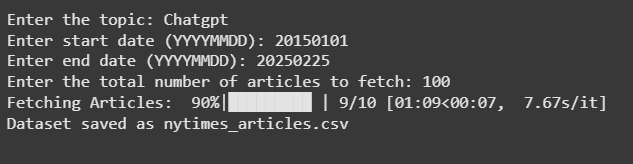 Enter the topic: Chatgpt
Enter start date (YYYYMMDD): 20150101
Enter end date (YYYYMMDD): 20250225
Enter the total number of articles to fetch: 100
Fetching Articles:  90%|█████████ | 9/10 [01:09<00:07,  7.67s/it]
Dataset saved as nytimes_articles.csv